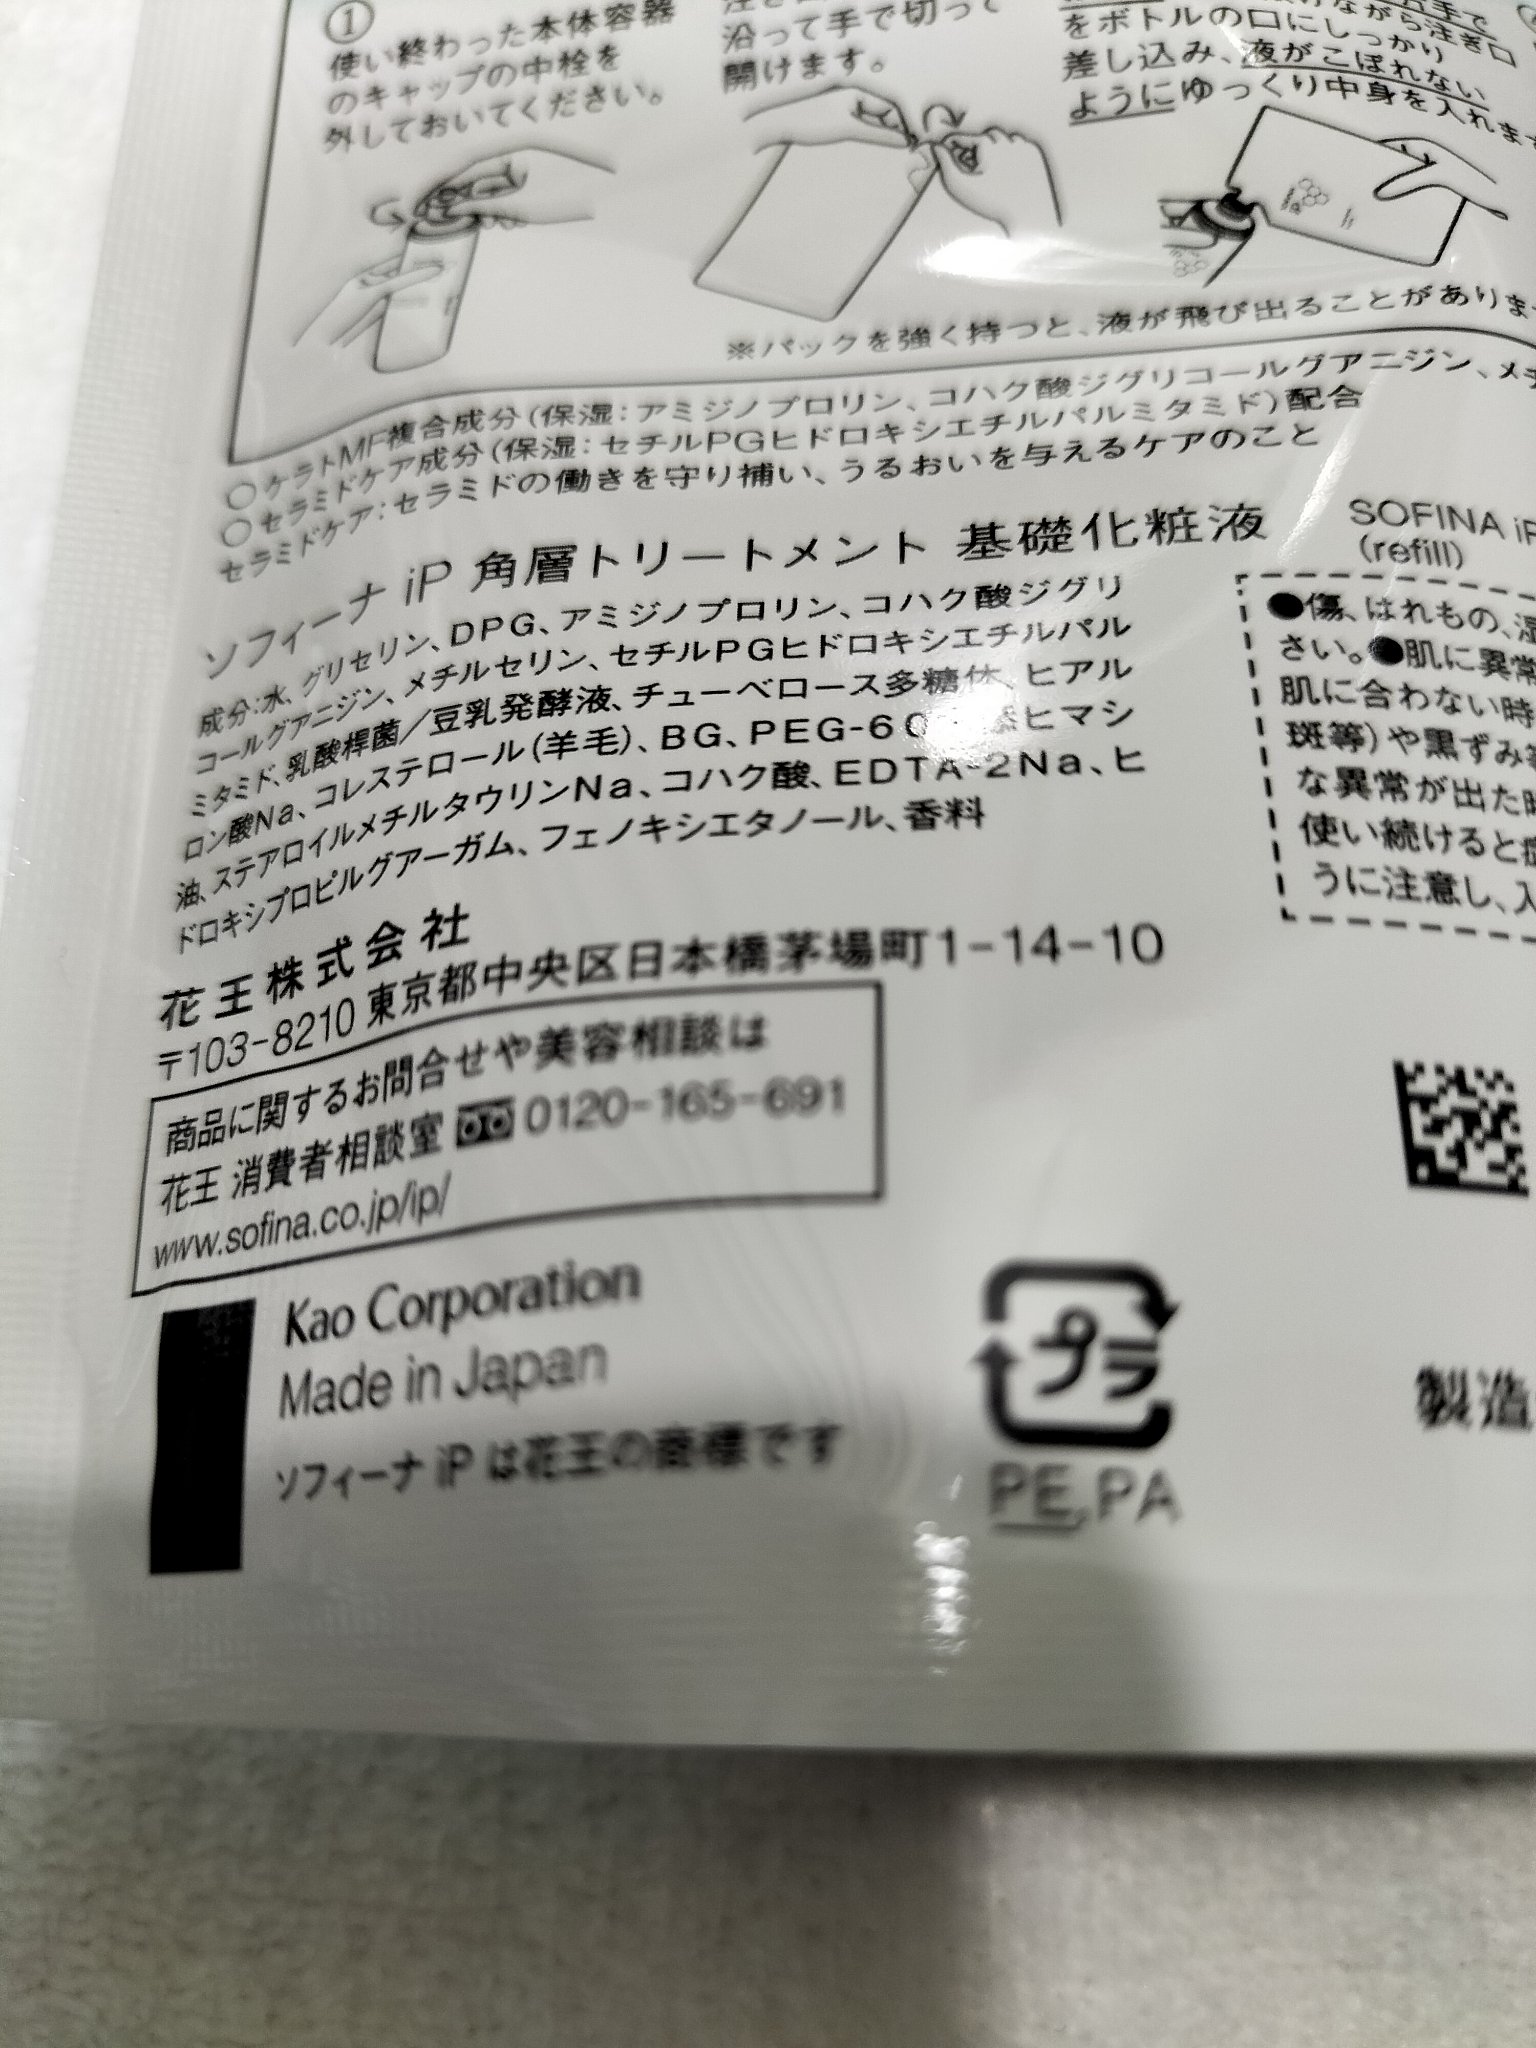 ①
使い終わった本体容器
のキャップの中栓を
外しておいてください。
沿って手で切って
開けます。
をボトルの口にしっかり
差し込み、液がこぼれない
ようにゆっくり中身を入れます
※パックを強く持つと、液が飛び出ることがありま
○ケラトMF複合成分(保湿：アミジノプロリン、コハク酸ジグリコールグアニジン、メチ
○セラミドケア成分(保湿：セチルPGヒドロキシエチルパルミタミド)配合
セラミドケア：セラミドの働きを守り補い、うるおいを与えるケアのこと
ソフィーナ iP 角層トリートメント 基礎化粧液
成分：水、グリセリン、DPG、アミジノプロリン、コハク酸ジグリ
コールグアニジン、メチルセリン、セチルPGヒドロキシエチルパル
ミタミド、乳酸桿菌／豆乳発酵液、チューベロース多糖体、ヒアル
ロン酸Na、コレステロール(羊毛)、BG、PEG-60 ヒマシ
油、ステアロイルメチルタウリンNa、コハク酸、EDTA-2Na、ヒ
ドロキシプロピルグアーガム、フェノキシエタノール、香料
花王株式会社
〒103-8210 東京都中央区日本橋茅場町1-14-10
商品に関するお問合せや美容相談は
花王 消費者相談室 0120-165-691
www.sofina.co.jp/ip/
Kao Corporation
Made in Japan
ソフィーナ iP は花王の商標です
SOFINA iP
(refill)
●傷、はれもの、湿
さい。●肌に異常
肌に合わない時
斑等)や黒ずみ等
な異常が出た時
使い続けると症
うに注意し、入
プラ
PE,PA
製造